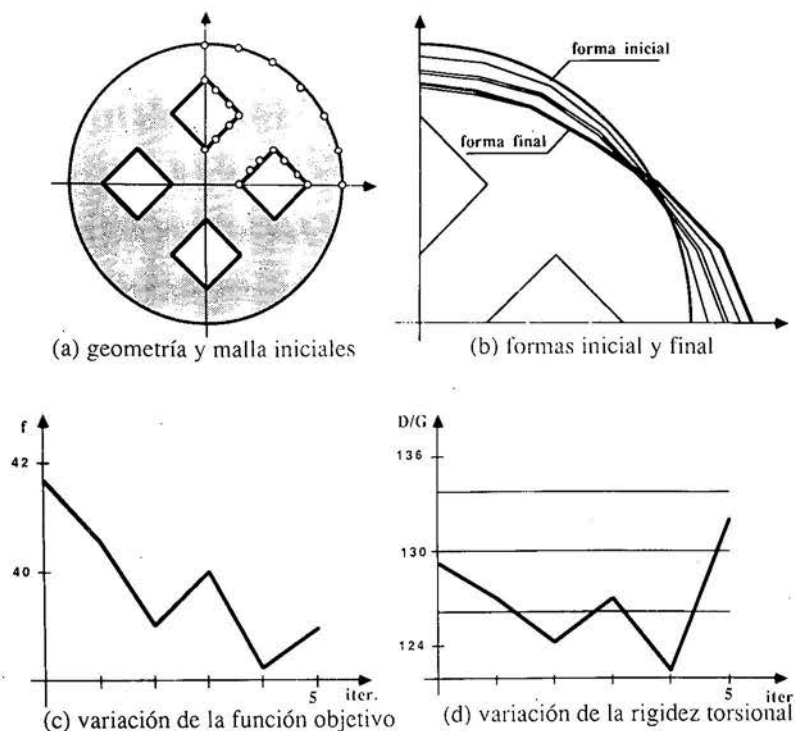 forma inicial
forma final
(a) geometría y malla iniciales
(b) formas inicial y final
f
42
40
5
iter.
(c) variación de la función objetivo
D/G
136
130
124
5
iter
(d) variación de la rigidez torsional